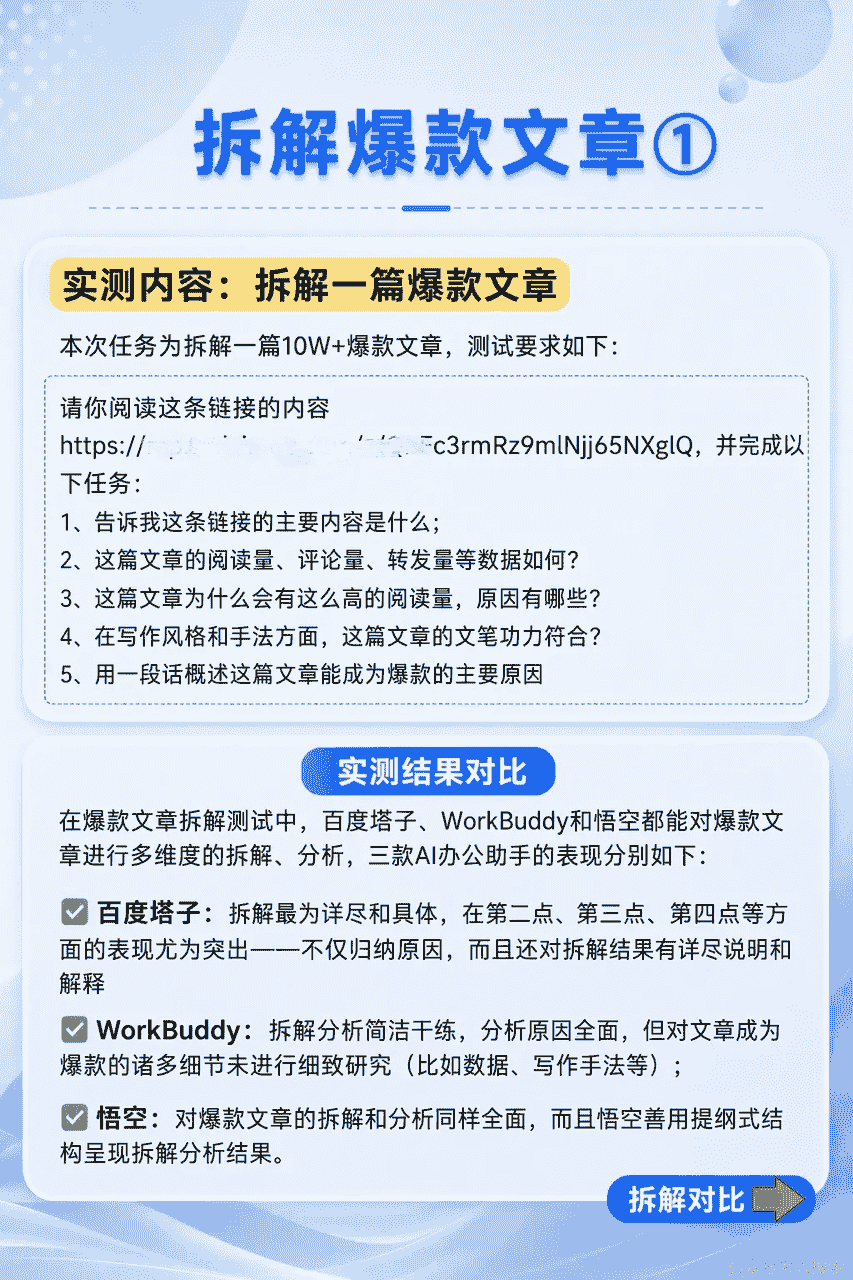 拆解爆款文章①
实测内容：拆解一篇爆款文章
本次任务为拆解一篇10W+爆款文章，测试要求如下：
请你阅读这条链接的内容
https://c3rmRz9mlNjj65NXglQ，并完成以
下任务：
1、告诉我这条链接的主要内容是什么；
2、这篇文章的阅读量、评论量、转发量等数据如何？
3、这篇文章为什么会有这么高的阅读量，原因有哪些？
4、在写作风格和手法方面，这篇文章的文笔功力符合？
5、用一段话概述这篇文章能成为爆款的主要原因
实测结果对比
在爆款文章拆解测试中，百度塔子、WorkBuddy和悟空都能对爆款文
章进行多维度的拆解、分析，三款AI办公助手的表现分别如下：
百度塔子：拆解最为详尽和具体，在第二点、第三点、第四点等方
面的表现尤为突出——不仅归纳原因，而且还对拆解结果有详尽说明和
解释
WorkBuddy：拆解分析简洁干练，分析原因全面，但对文章成为
爆款的诸多细节未进行细致研究（比如数据、写作手法等）；
悟空：对爆款文章的拆解和分析同样全面，而且悟空善用提纲式结
构呈现拆解分析结果。
拆解对比